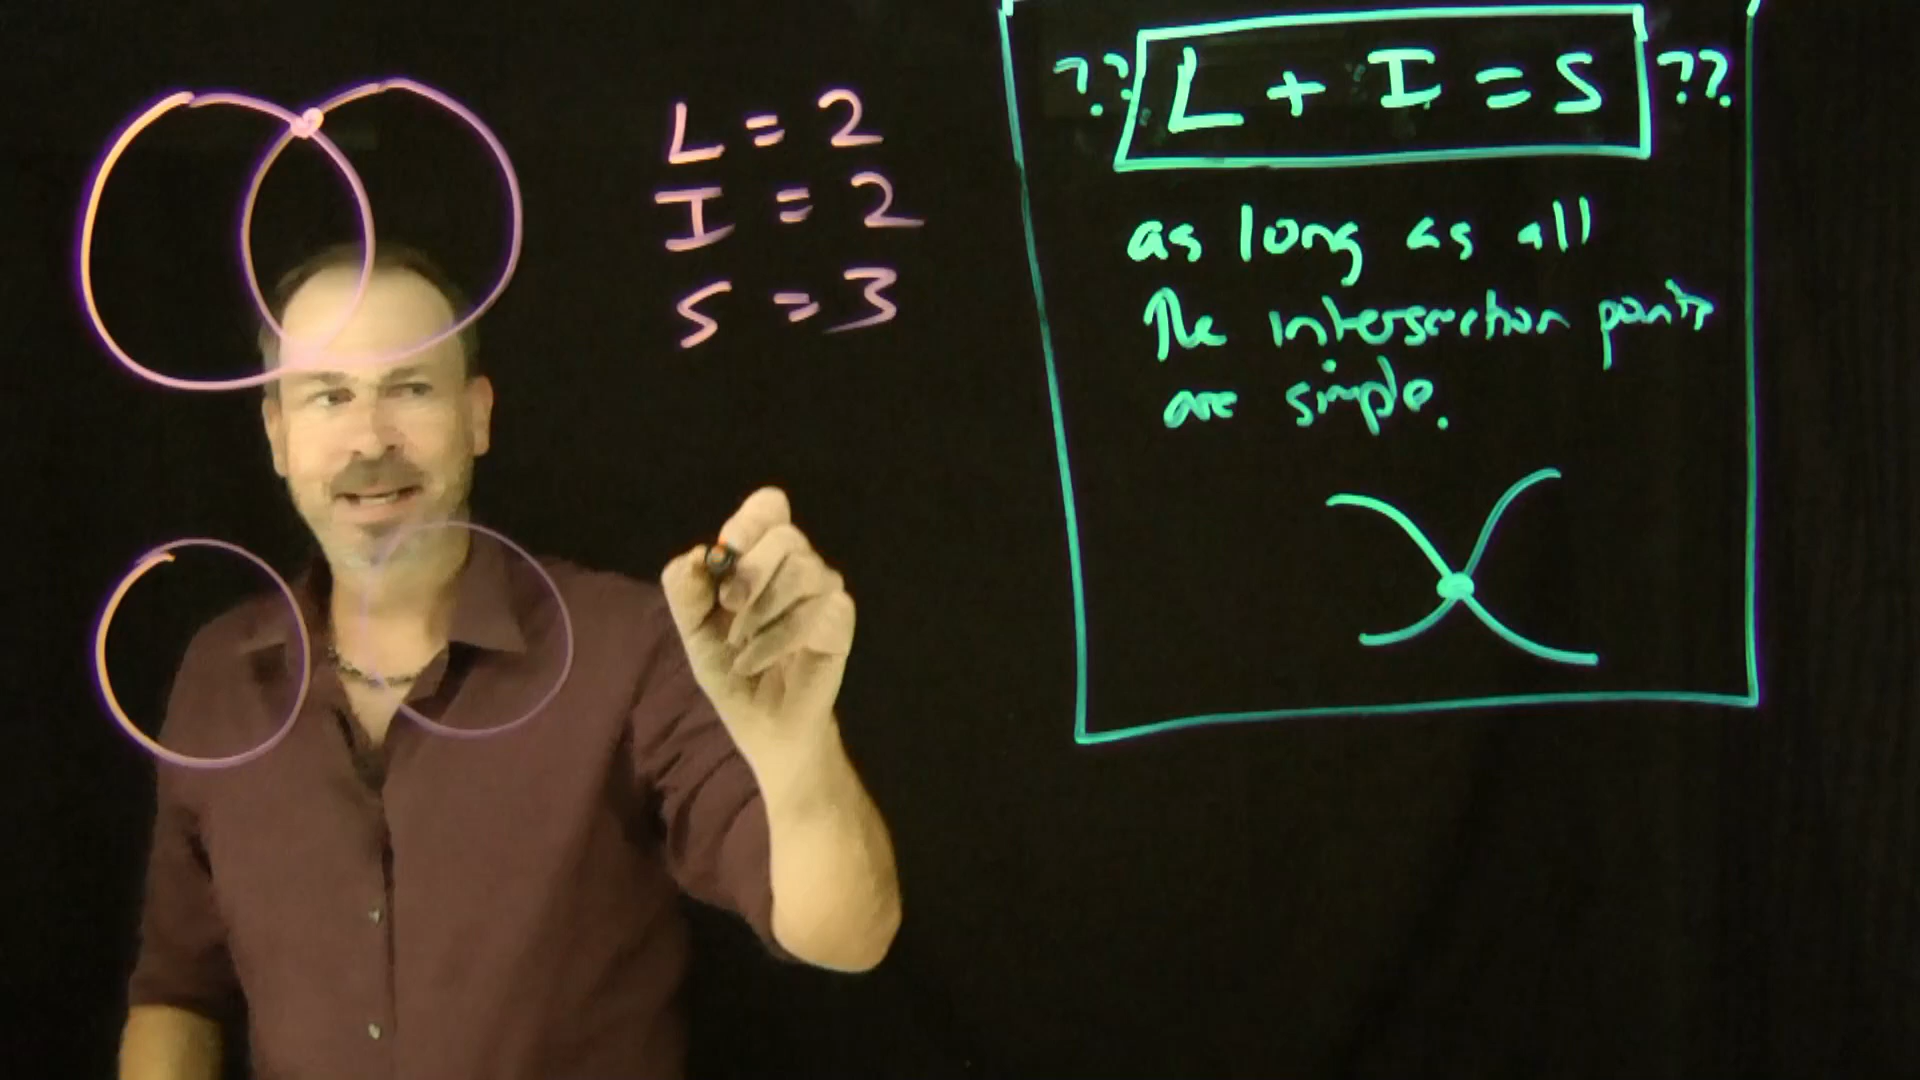 L = 2
I = 2
S = 3
?? L + I = S ??
as long as all
the intersection points
are simple.